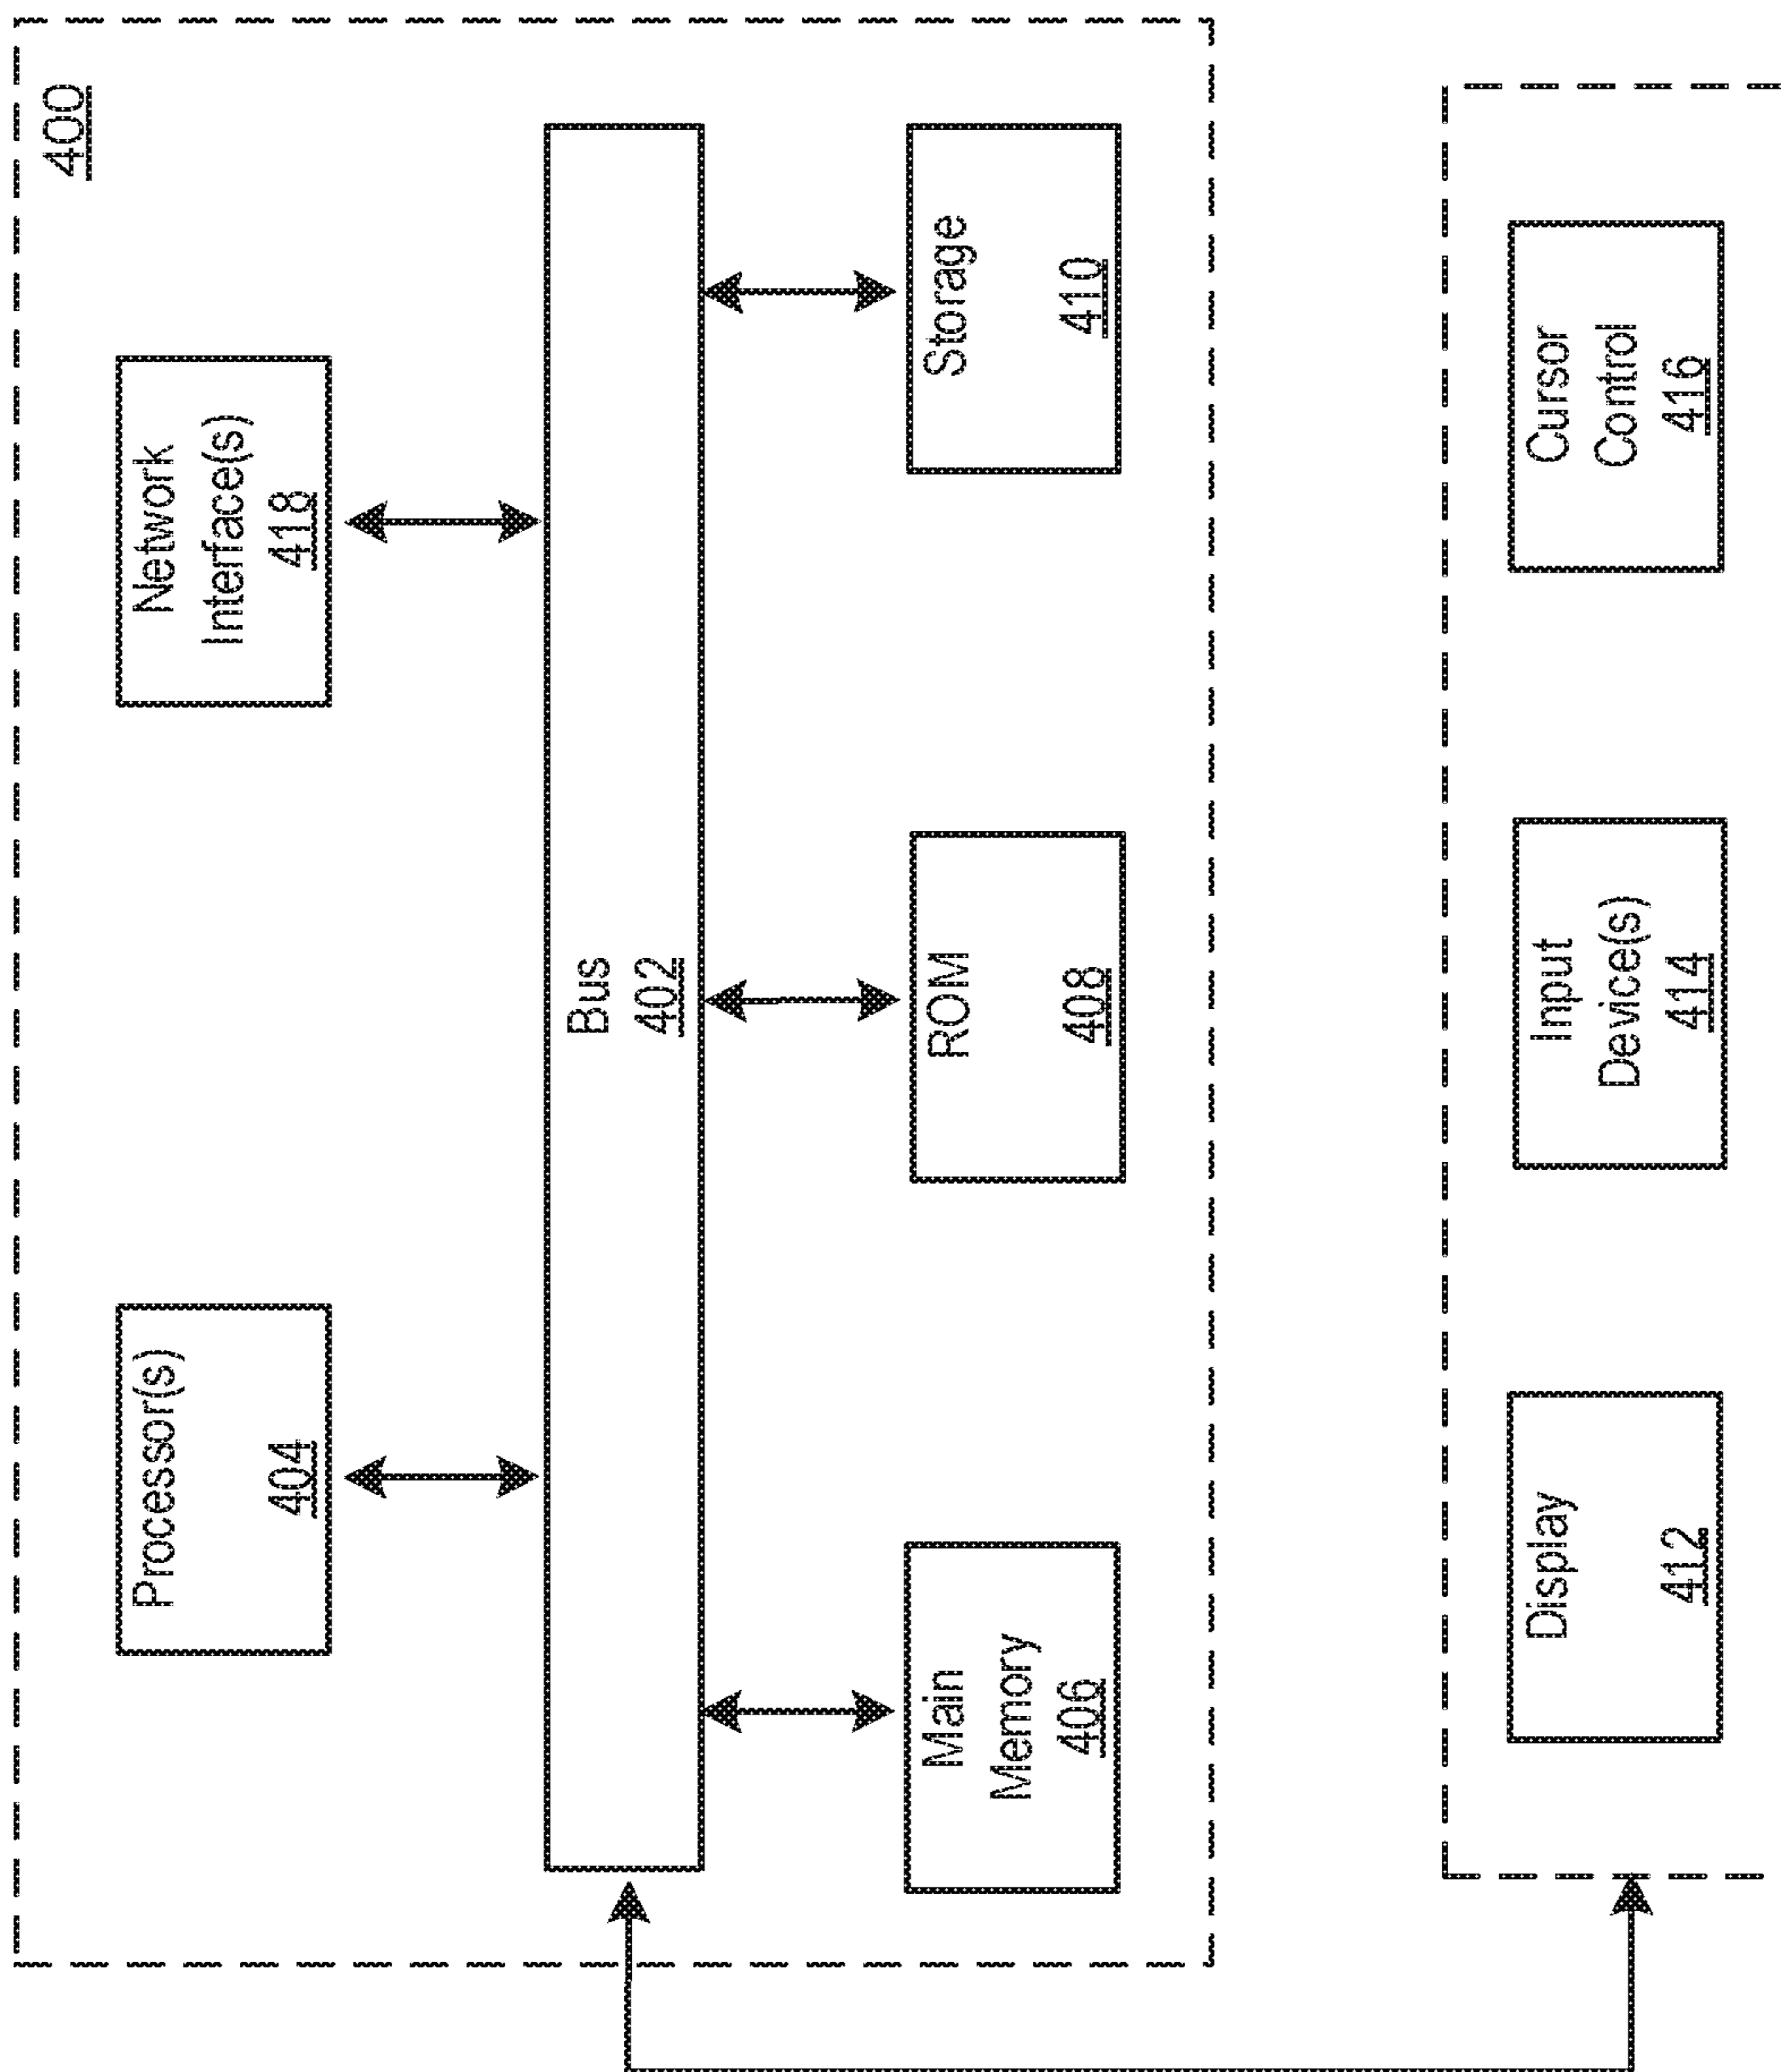 400
Processor(s)
404
Network
Interface(s)
418
Bus
402
Main
Memory
406
ROM
408
Storage
410
Display
412
Input
Device(s)
414
Cursor
Control
416